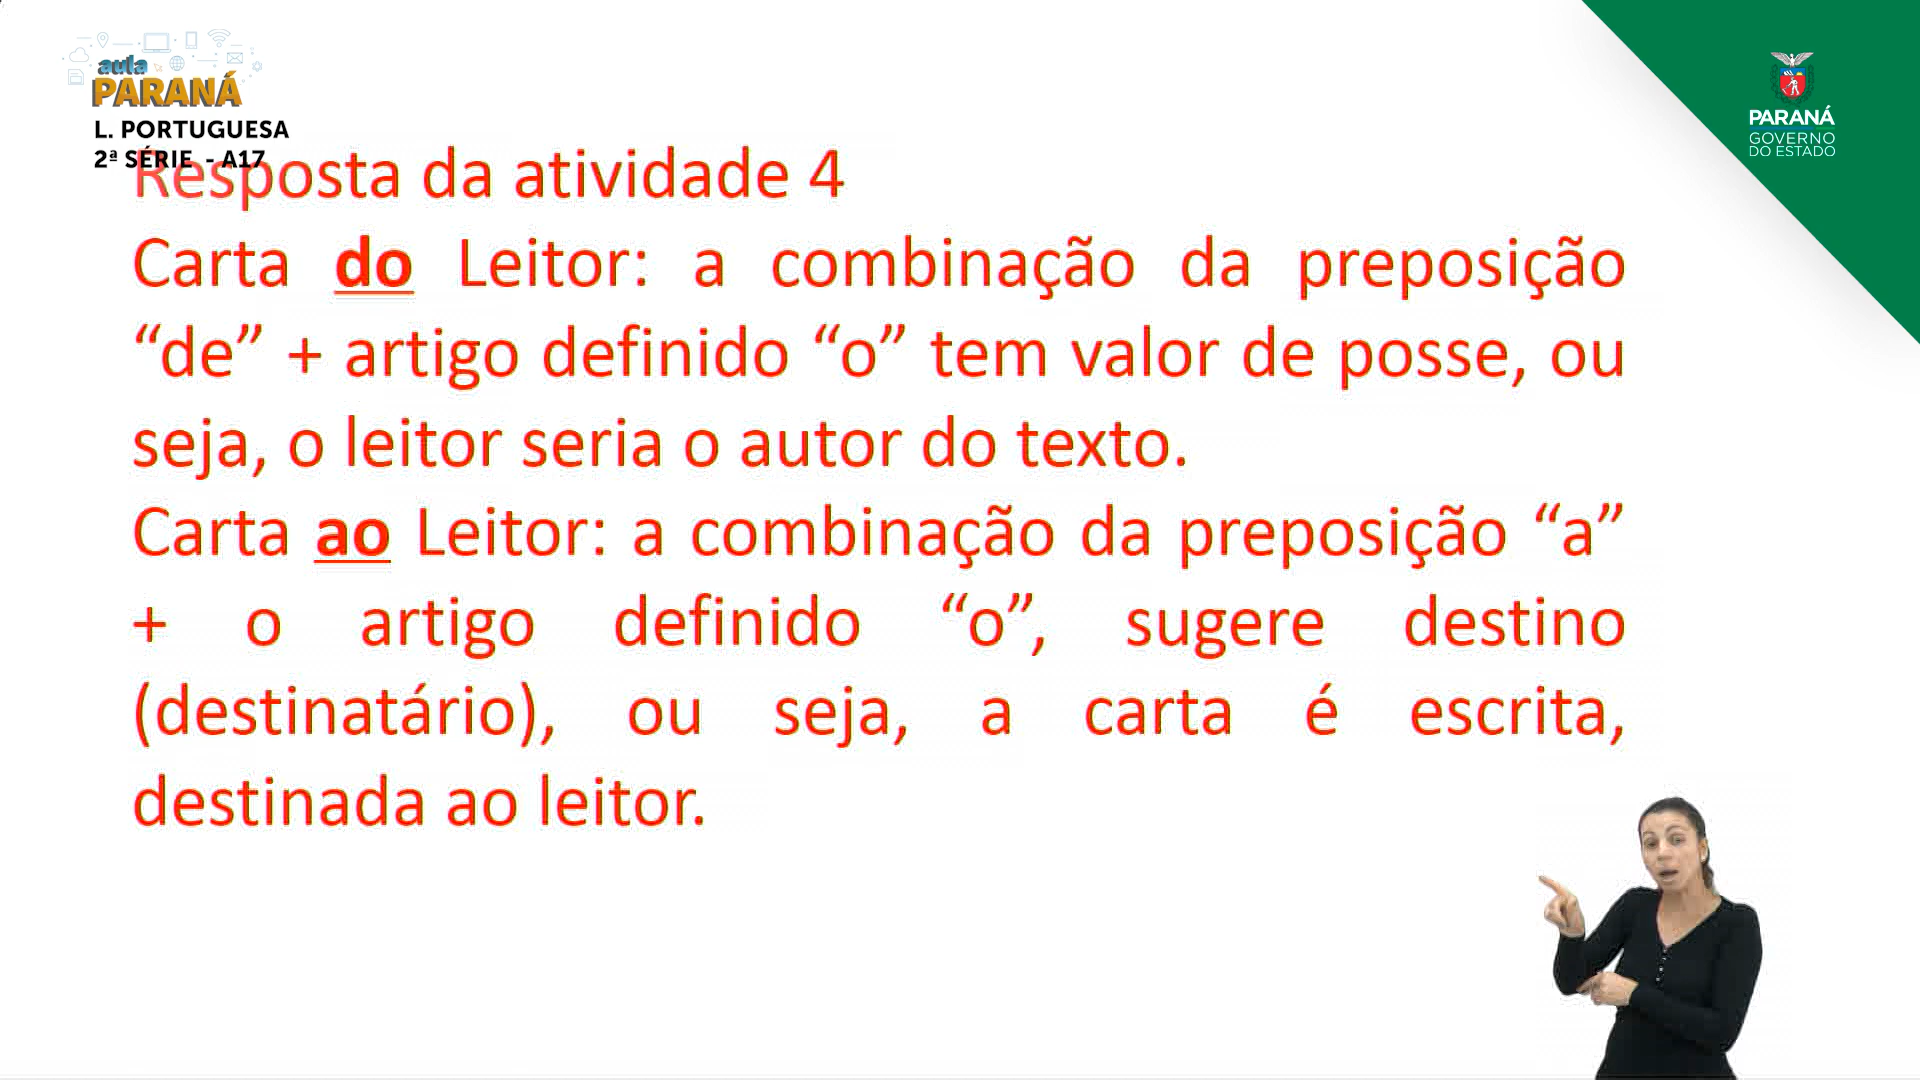 aula
PARANÁ
L. PORTUGUESA
2ª SÉRIE - A17
PARANÁ
GOVERNO
DO ESTADO
Resposta da atividade 4
Carta do Leitor: a combinação da preposição
“de” + artigo definido “o” tem valor de posse, ou
seja, o leitor seria o autor do texto.
Carta ao Leitor: a combinação da preposição “a”
+ o artigo definido “o”, sugere destino
(destinatário), ou seja, a carta é escrita,
destinada ao leitor.